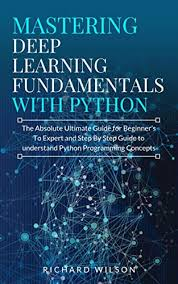 MASTERING
DEEP
LEARNING
FUNDAMENTALS
WITH PYTHON
The Absolute Ultimate Guide for Beginner's
To Expert and Step By Step Guide to
understand Python Programming Concepts
RICHARD WILSON